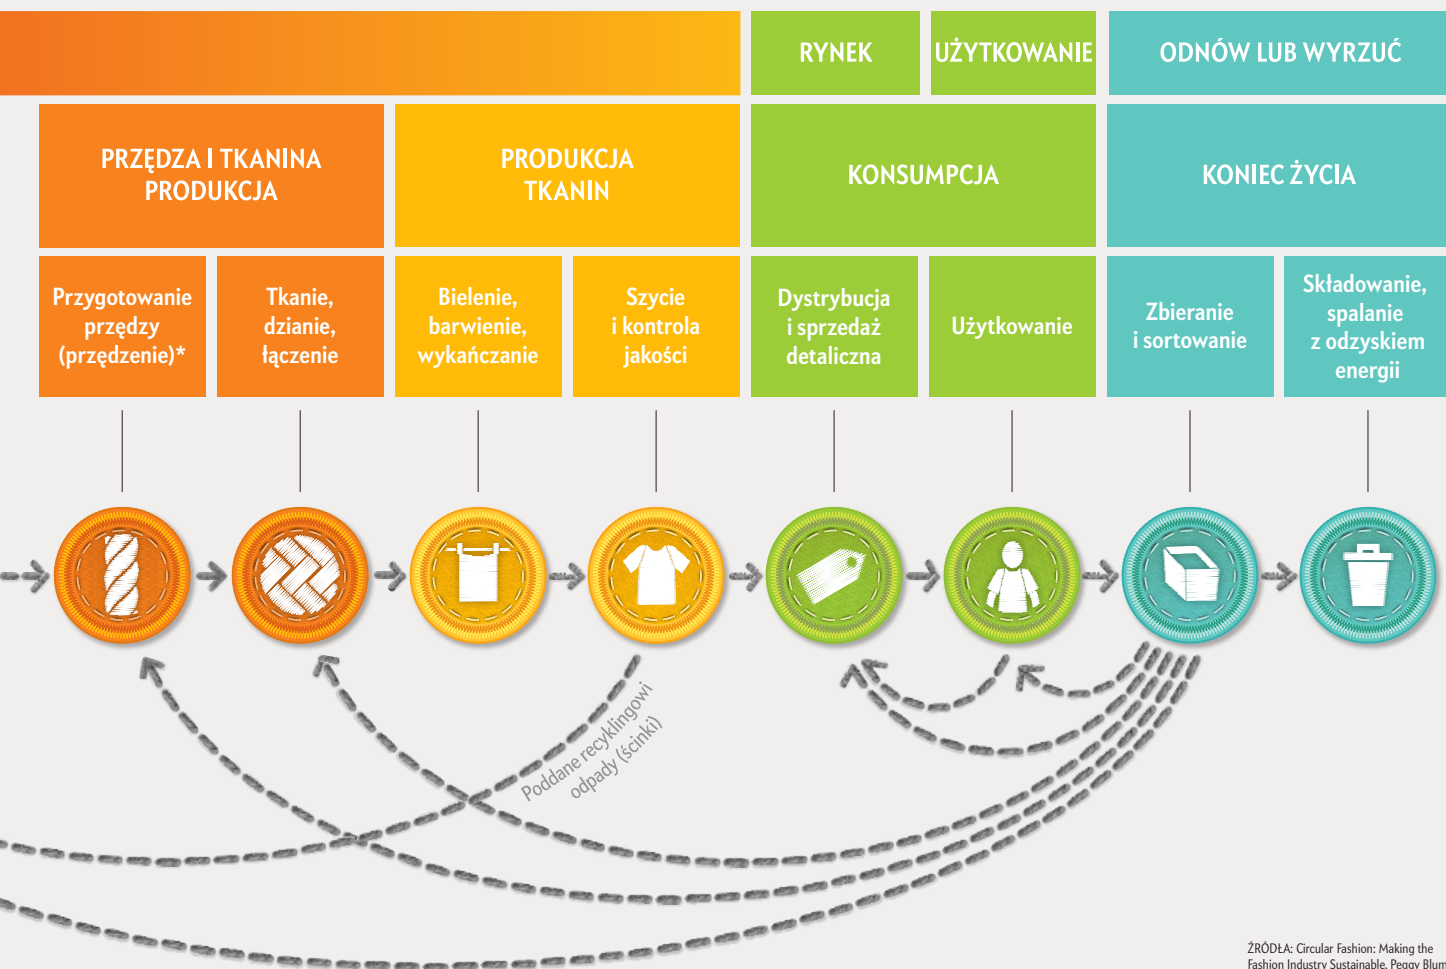 RYNEK
UŻYTKOWANIE
ODNÓW LUB WYRZUĆ
PRZĘDZA I TKANINA
PRODUKCJA
PRODUKCJA
TKANIN
KONSUMPCJA
KONIEC ŻYCIA
Przygotowanie
przędzy
(przędzenie)*
Tkanie,
dzianie,
łączenie
Bielenie,
barwienie,
wykańczanie
Szycie
i kontrola
jakości
Dystrybucja
i sprzedaż
detaliczna
Użytkowanie
Zbieranie
i sortowanie
Składowanie,
spalanie
z odzyskiem
energii
Poddane recyklingowi
odpady (ścinki)
ŹRÓDŁA: Circular Fashion: Making the
Fashion Industry Sustainable, Peggy Blum